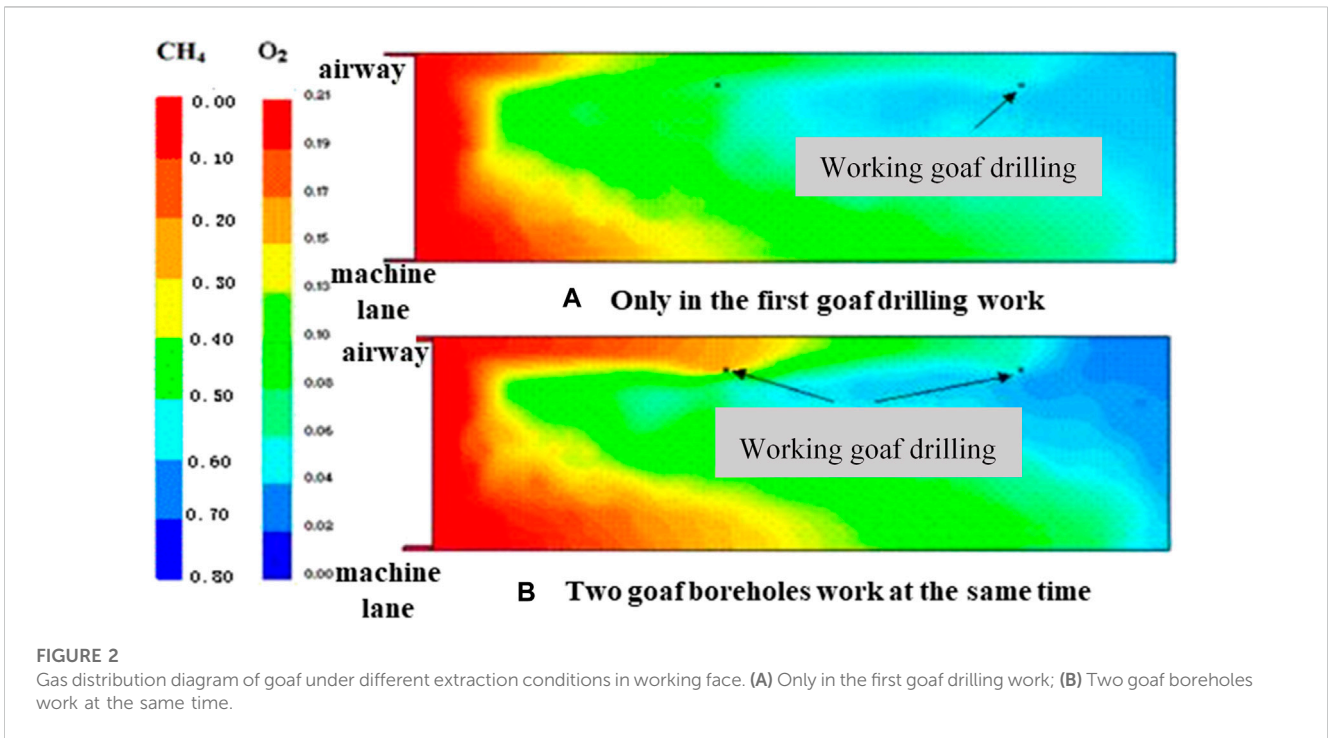 CH4
O2
0.00
0.10
0.20
0.30
0.40
0.50
0.60
0.70
0.80
0.21
0.19
0.17
0.15
0.13
0.10
0.08
0.06
0.04
0.02
0.00
airway
Working goaf drilling
machine
lane
A Only in the first goaf drilling work
airway
Working goaf drilling
machine
lane
B Two goaf boreholes work at the same time
FIGURE 2
Gas distribution diagram of goaf under different extraction conditions in working face. (A) Only in the first goaf drilling work; (B) Two goaf boreholes
work at the same time.